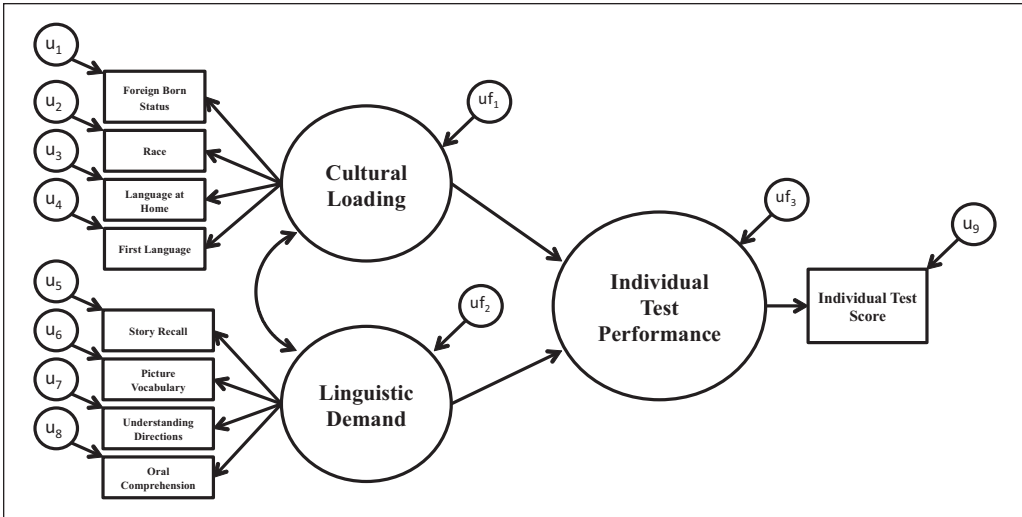 u1
Foreign Born
Status
u2
Race
u3
Language at
Home
u4
First Language
uf1
Cultural
Loading
u5
Story Recall
u6
Picture
Vocabulary
u7
Understanding
Directions
u8
Oral
Comprehension
uf2
Linguistic
Demand
uf3
Individual
Test
Performance
u9
Individual Test
Score